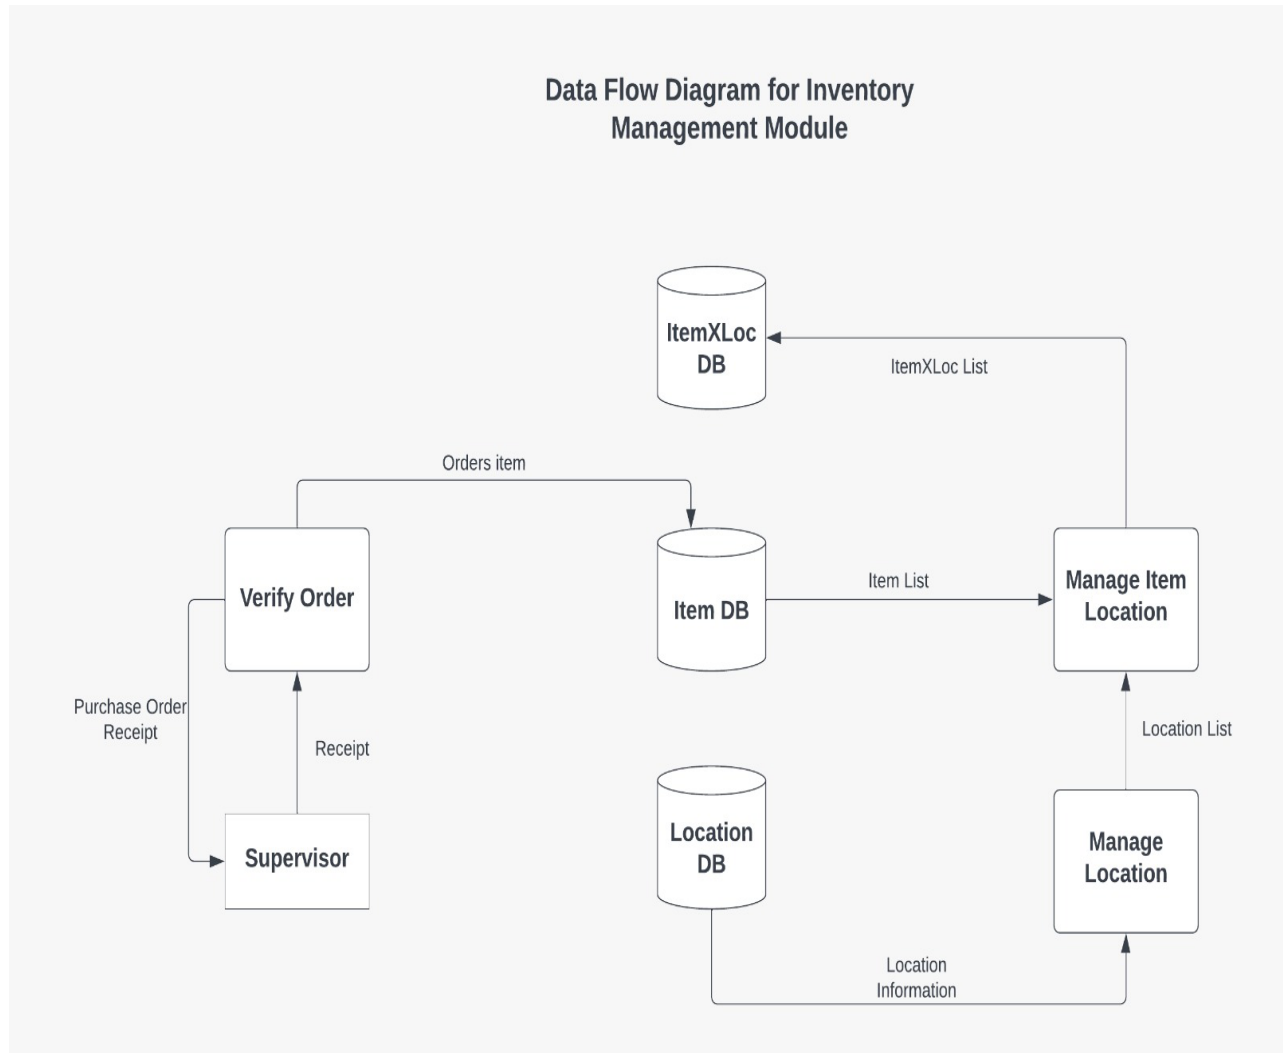 Data Flow Diagram for Inventory
Management Module
ItemXLoc
DB
ItemXLoc List
Orders item
Verify Order
Item DB
Item List
Manage Item
Location
Purchase Order
Receipt
Receipt
Location List
Supervisor
Location
DB
Manage
Location
Location
Information